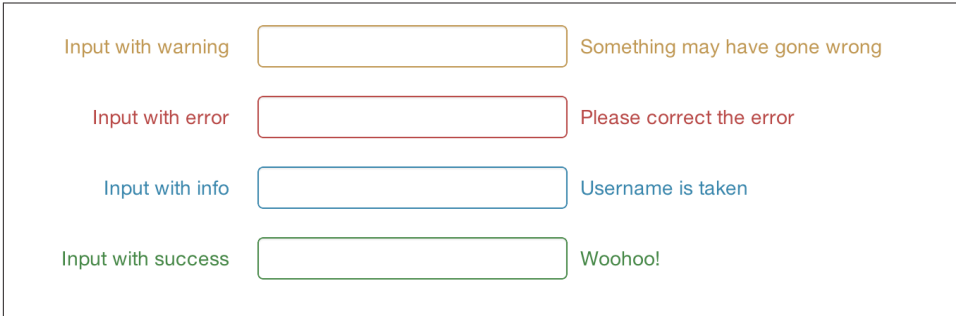 Input with warning Something may have gone wrong
Input with error Please correct the error
Input with info Username is taken
Input with success Woohoo!